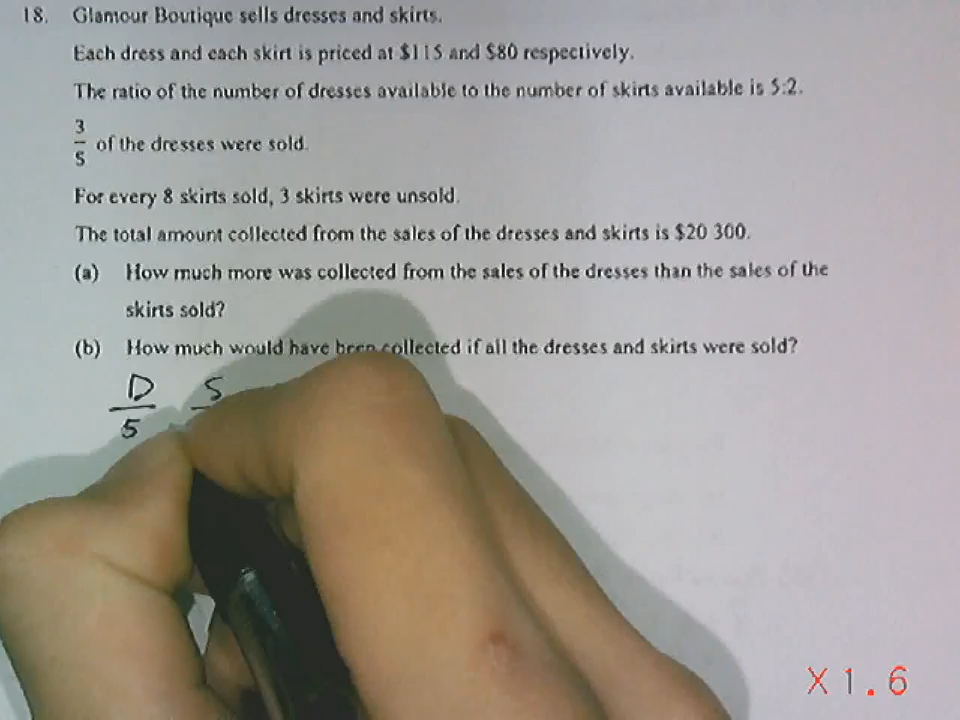 18. Glamour Boutique sells dresses and skirts.
Each dress and each skirt is priced at $115 and $80 respectively.
The ratio of the number of dresses available to the number of skirts available is 5:2.
3/5 of the dresses were sold.
For every 8 skirts sold, 3 skirts were unsold.
The total amount collected from the sales of the dresses and skirts is $20 300.
(a) How much more was collected from the sales of the dresses than the sales of the
skirts sold?
(b) How much would have been collected if all the dresses and skirts were sold?
D S
5
X1.6